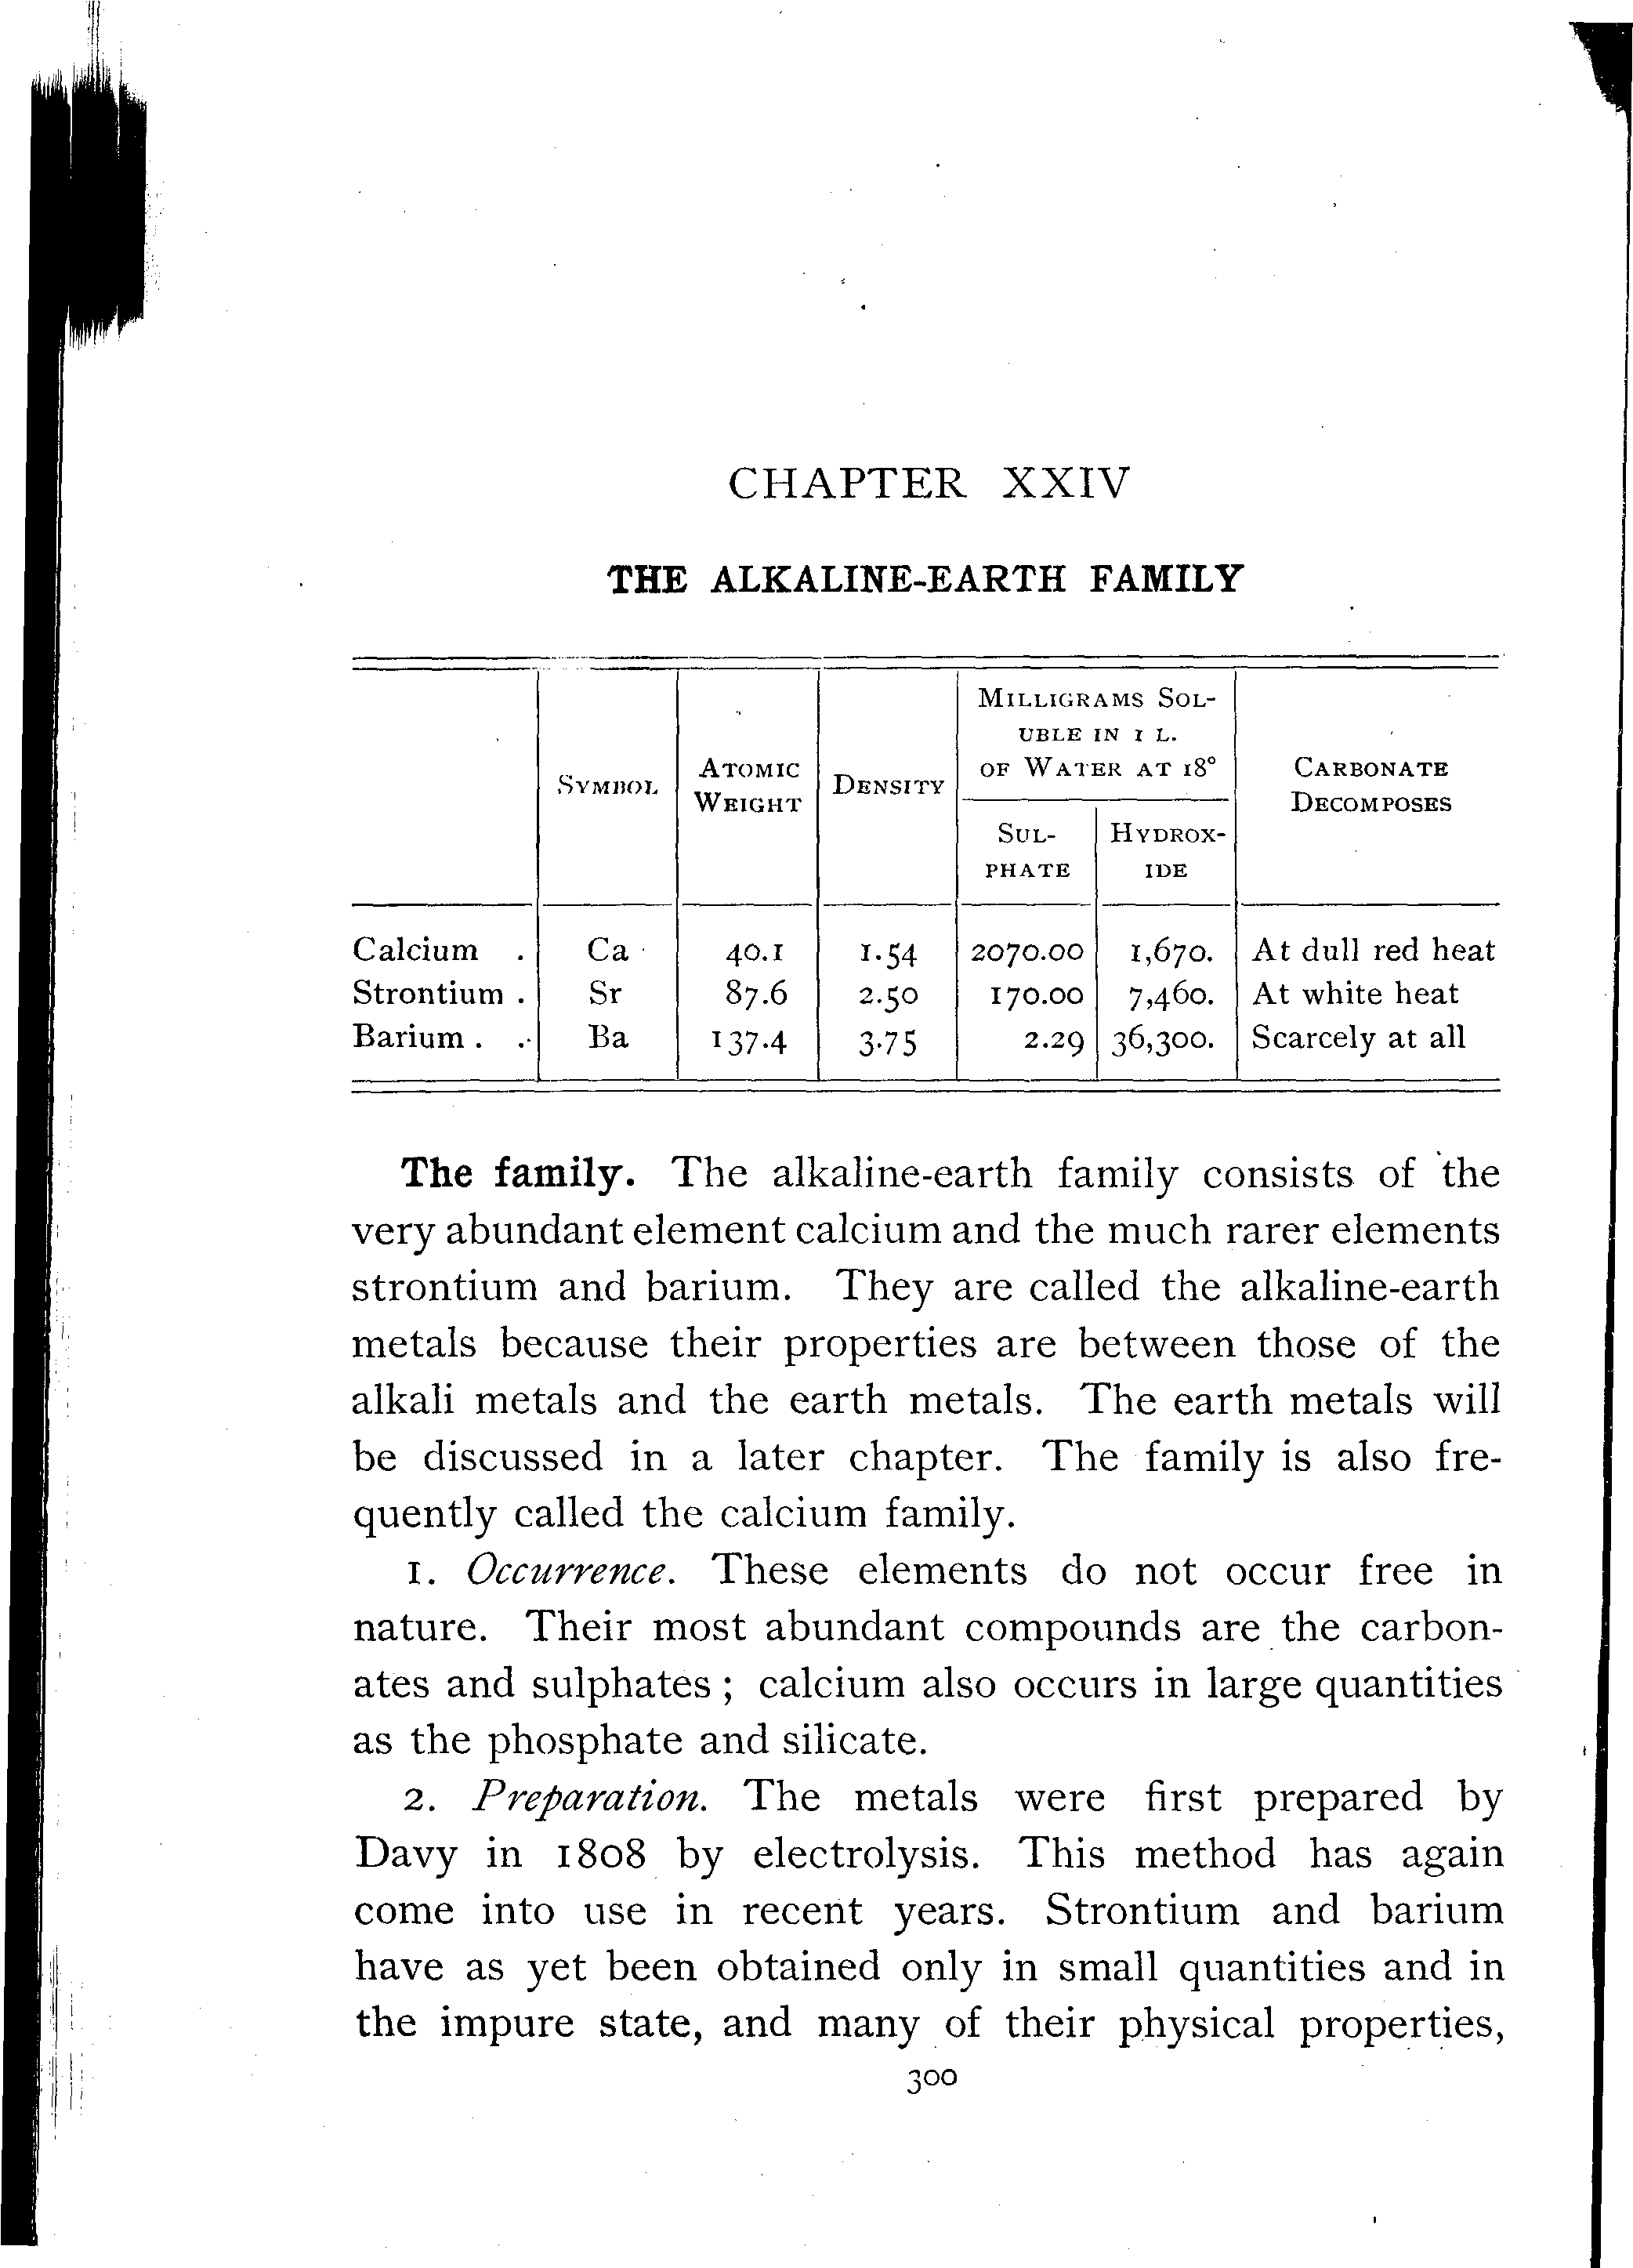 CHAPTER XXIV
THE ALKALINE-EARTH FAMILY
Symbol Atomic Weight Density Milligrams Soluble in 1 L. of Water at 18° Carbonate Decomposes
Sulphate Hydroxide
Calcium . Ca 40.1 1.54 2070.00 1,670. At dull red heat
Strontium . Sr 87.6 2.50 170.00 7,460. At white heat
Barium . . Ba 137.4 3.75 2.29 36,300. Scarcely at all
The family. The alkaline-earth family consists of the
very abundant element calcium and the much rarer elements
strontium and barium. They are called the alkaline-earth
metals because their properties are between those of the
alkali metals and the earth metals. The earth metals will
be discussed in a later chapter. The family is also fre-
quently called the calcium family.
1. Occurrence. These elements do not occur free in
nature. Their most abundant compounds are the carbon-
ates and sulphates; calcium also occurs in large quantities
as the phosphate and silicate.
2. Preparation. The metals were first prepared by
Davy in 1808 by electrolysis. This method has again
come into use in recent years. Strontium and barium
have as yet been obtained only in small quantities and in
the impure state, and many of their physical properties,
300